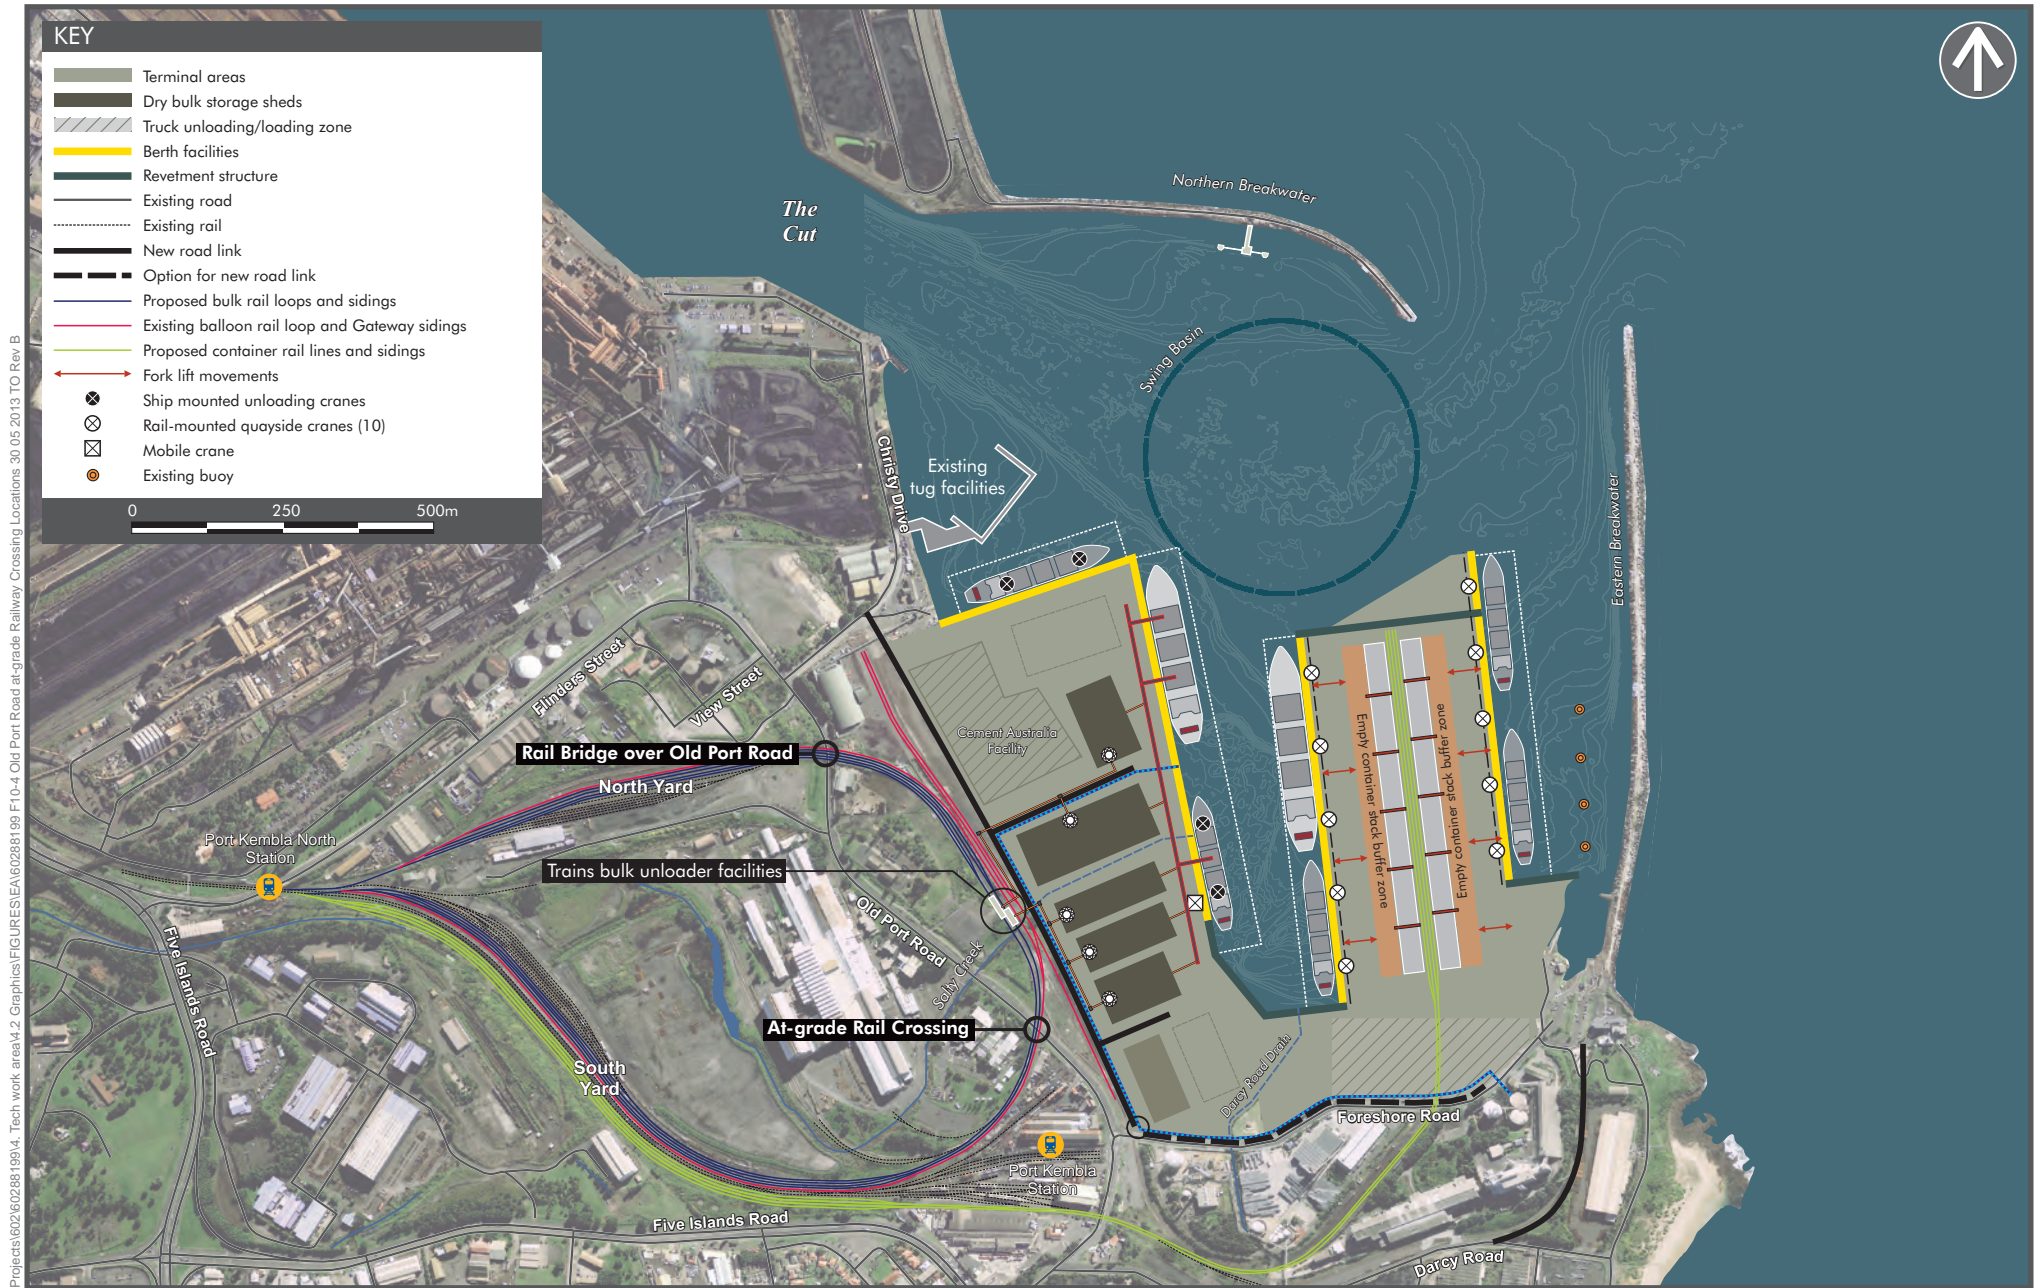 KEY
Terminal areas
Dry bulk storage sheds
Truck unloading/loading zone
Berth facilities
Revetment structure
Existing road
Existing rail
New road link
Option for new road link
Proposed bulk rail loops and sidings
Existing balloon rail loop and Gateway sidings
Proposed container rail lines and sidings
Fork lift movements
Ship mounted unloading cranes
Rail-mounted quayside cranes (10)
Mobile crane
Existing buoy
0 250 500m
The
Cut
Northern Breakwater
Swing Basin
Eastern Breakwater
Christy Drive
Existing
tug facilities
Flinders Street
View Street
Cement Australia
Facility
Rail Bridge over Old Port Road
North Yard
Port Kembla North
Station
Trains bulk unloader facilities
Old Port Road
Salty Creek
Empty container stack buffer zone
Empty container stack buffer zone
Five Islands Road
At-grade Rail Crossing
South
Yard
Darcy Road Drain
Foreshore Road
Port Kembla
Station
Five Islands Road
Darcy Road
Projects\602\60288199\4. Tech work area\4.2 Graphics\FIGURES\EA\60288199 F10-4 Old Port Road at-grade Railway Crossing Locations 30 05 2013 TO Rev B